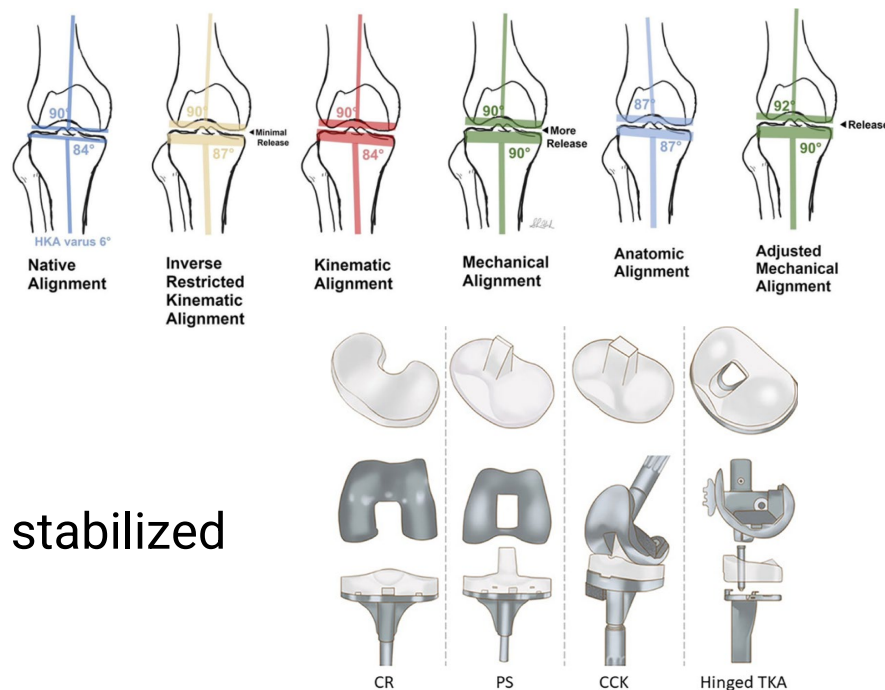 90°
84°
HKA varus 6°
Native
Alignment
90°
Minimal
Release
87°
Inverse
Restricted
Kinematic
Alignment
90°
84°
Kinematic
Alignment
90°
More
Release
90°
Mechanical
Alignment
87°
87°
Anatomic
Alignment
92°
Release
90°
Adjusted
Mechanical
Alignment
stabilized
CR
PS
CCK
Hinged TKA